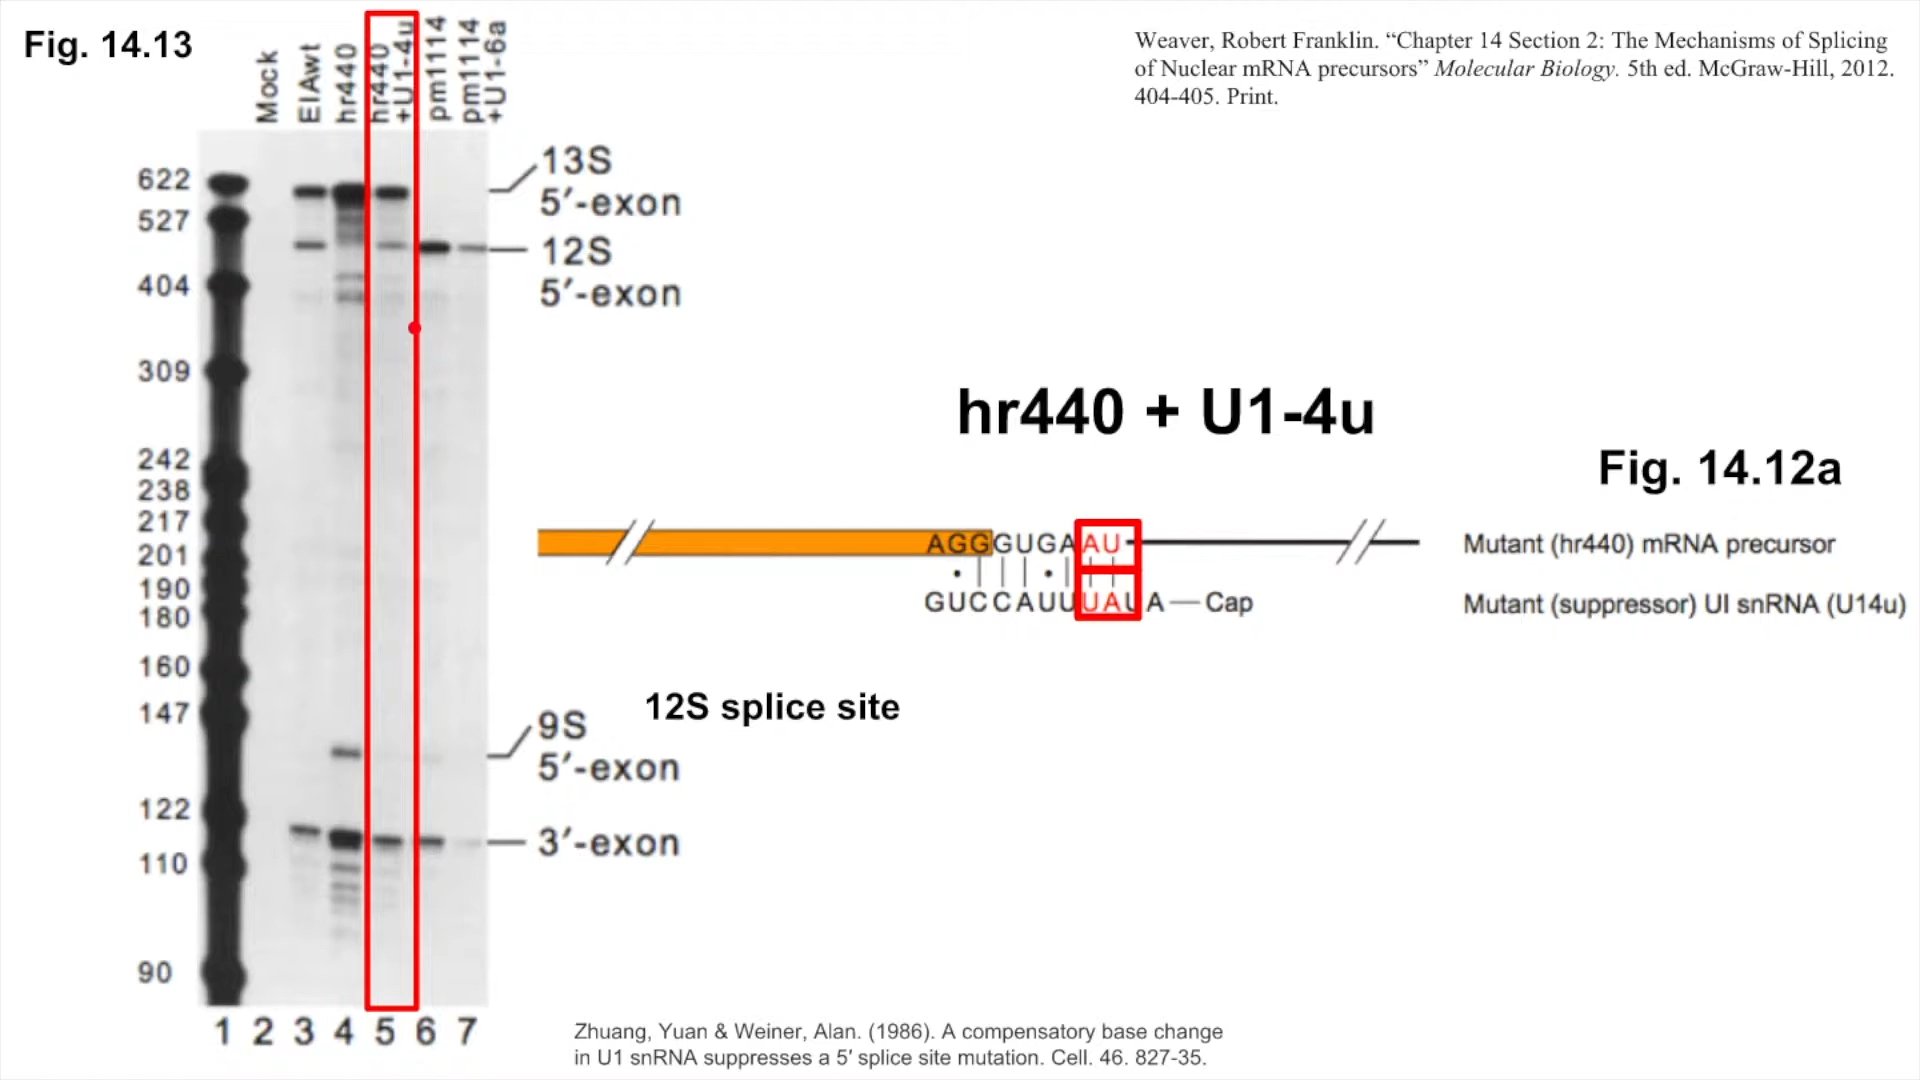 Fig. 14.13
Mock
EIAwt
hr440
hr440
+U1-4u
pm1114
pm1114
+U1-6a
Weaver, Robert Franklin. “Chapter 14 Section 2: The Mechanisms of Splicing
of Nuclear mRNA precursors” Molecular Biology. 5th ed. McGraw-Hill, 2012.
404-405. Print.
622
527
404
309
242
238
217
201
190
180
160
147
122
110
90
13S
5′-exon
12S
5′-exon
9S
5′-exon
3′-exon
12S splice site
hr440 + U1-4u
Fig. 14.12a
AGGGUGAAU
Mutant (hr440) mRNA precursor
GUCCAUUUAUA — Cap
Mutant (suppressor) UI snRNA (U14u)
1 2 3 4 5 6 7
Zhuang, Yuan & Weiner, Alan. (1986). A compensatory base change
in U1 snRNA suppresses a 5′ splice site mutation. Cell. 46. 827-35.